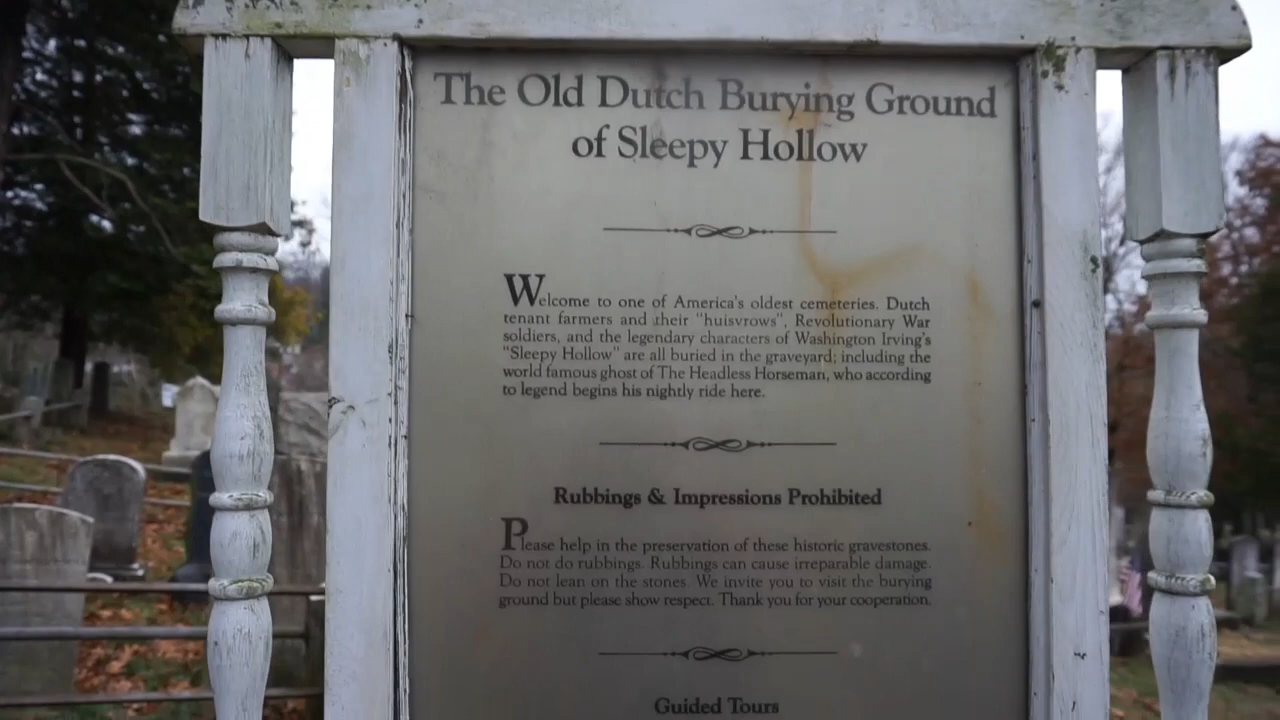 The Old Dutch Burying Ground
of Sleepy Hollow
Welcome to one of America's oldest cemeteries. Dutch
tenant farmers and their "huisvrows", Revolutionary War
soldiers, and the legendary characters of Washington Irving's
"Sleepy Hollow" are all buried in the graveyard; including the
world famous ghost of The Headless Horseman, who according
to legend begins his nightly ride here.
Rubbings & Impressions Prohibited
Please help in the preservation of these historic gravestones.
Do not do rubbings. Rubbings can cause irreparable damage.
Do not lean on the stones. We invite you to visit the burying
ground but please show respect. Thank you for your cooperation.
Guided Tours